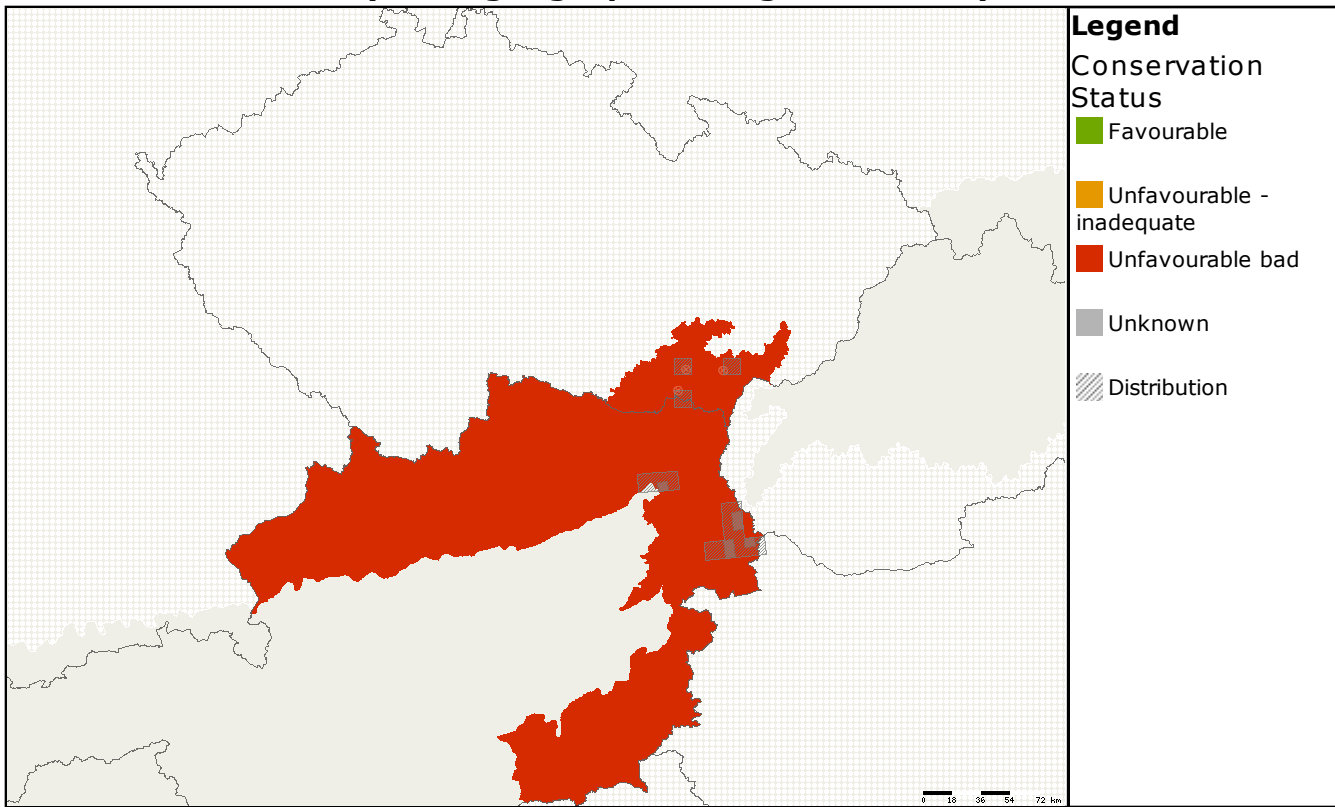 Legend
Conservation
Status
Favourable
Unfavourable -
inadequate
Unfavourable bad
Unknown
Distribution
0 18 36 54 72 km